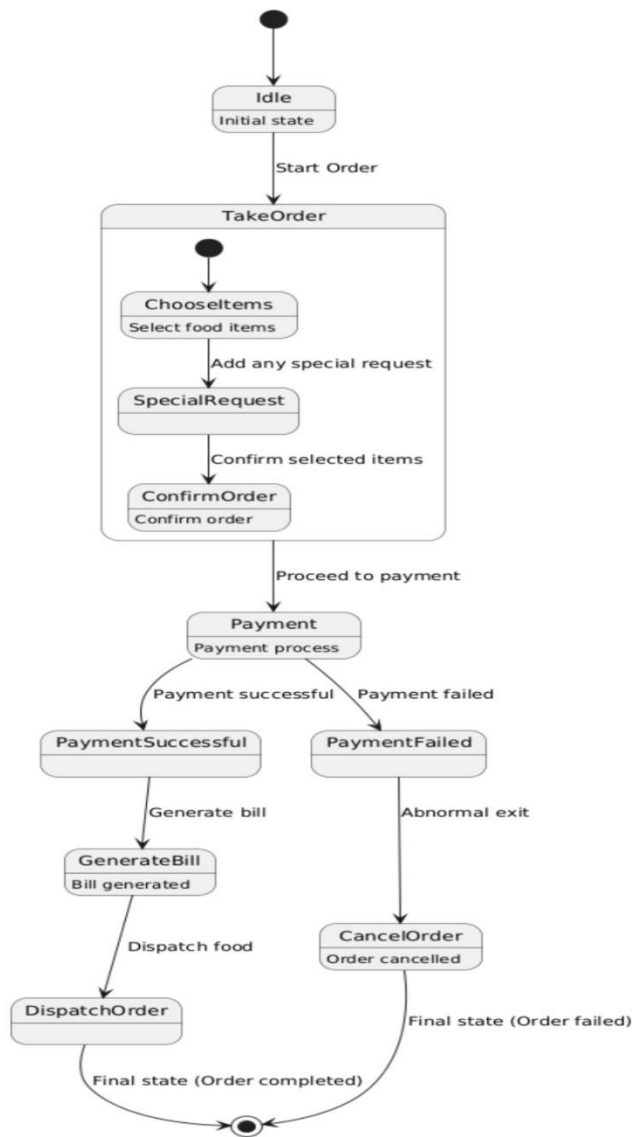 Idle
Initial state
Start Order
TakeOrder
ChooseItems
Select food items
Add any special request
SpecialRequest
Confirm selected items
ConfirmOrder
Confirm order
Proceed to payment
Payment
Payment process
Payment successful
Payment failed
PaymentSuccessful
PaymentFailed
Generate bill
Abnormal exit
GenerateBill
Bill generated
CancelOrder
Order cancelled
Dispatch food
DispatchOrder
Final state (Order failed)
Final state (Order completed)